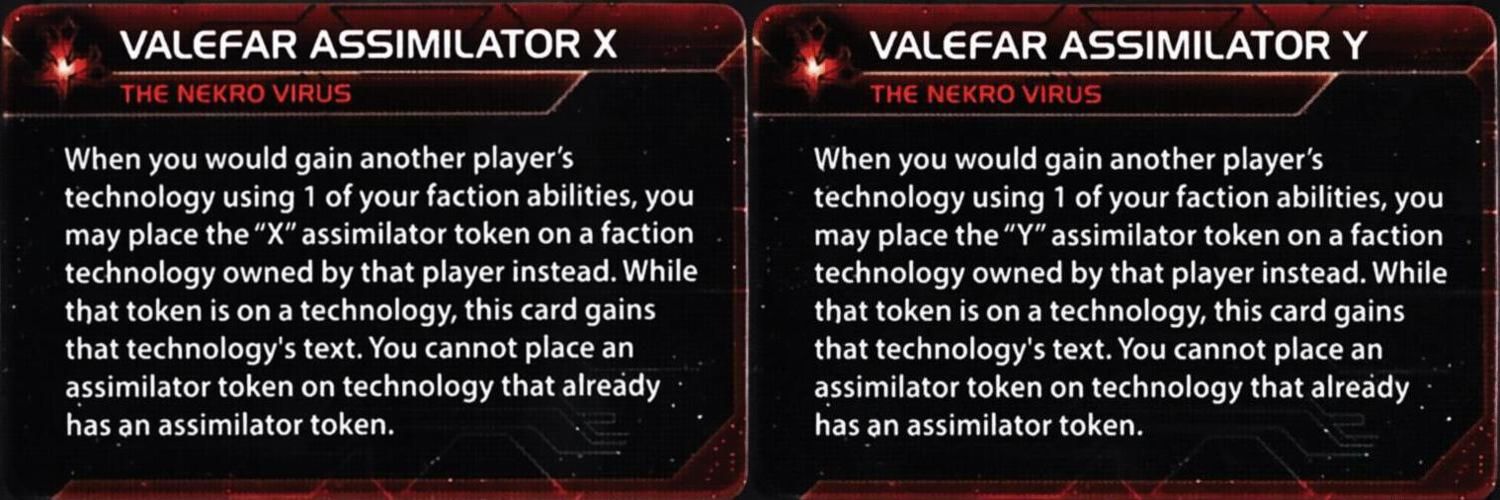 VALEFAR ASSIMILATOR X
THE NEKRO VIRUS
When you would gain another player’s
technology using 1 of your faction abilities, you
may place the “X” assimilator token on a faction
technology owned by that player instead. While
that token is on a technology, this card gains
that technology's text. You cannot place an
assimilator token on technology that already
has an assimilator token.
VALEFAR ASSIMILATOR Y
THE NEKRO VIRUS
When you would gain another player’s
technology using 1 of your faction abilities, you
may place the “Y” assimilator token on a faction
technology owned by that player instead. While
that token is on a technology, this card gains
that technology's text. You cannot place an
assimilator token on technology that already
has an assimilator token.